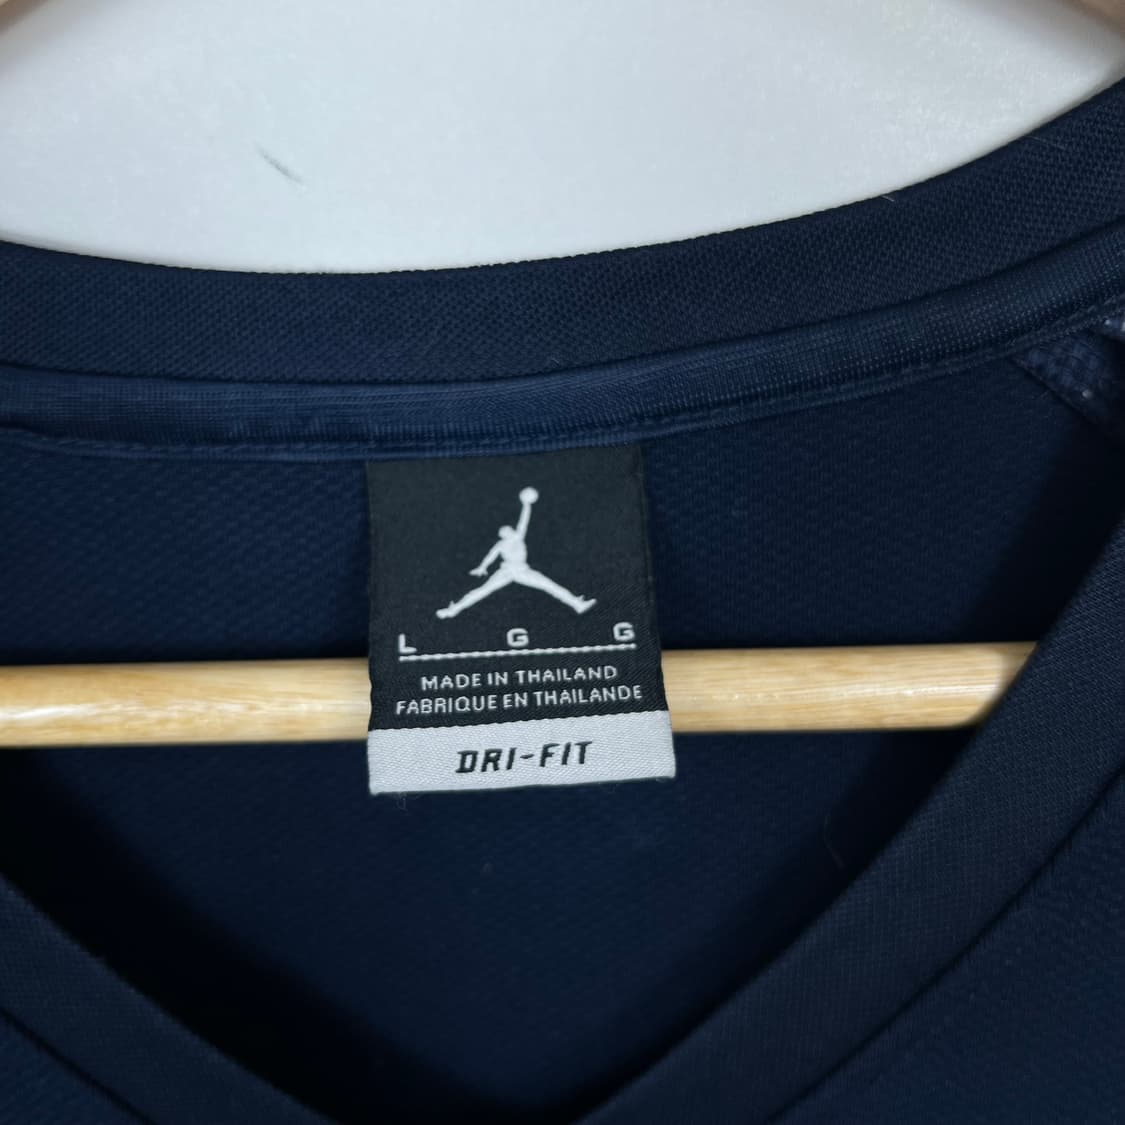 L G G
MADE IN THAILAND
FABRIQUE EN THAILANDE
DRI-FIT